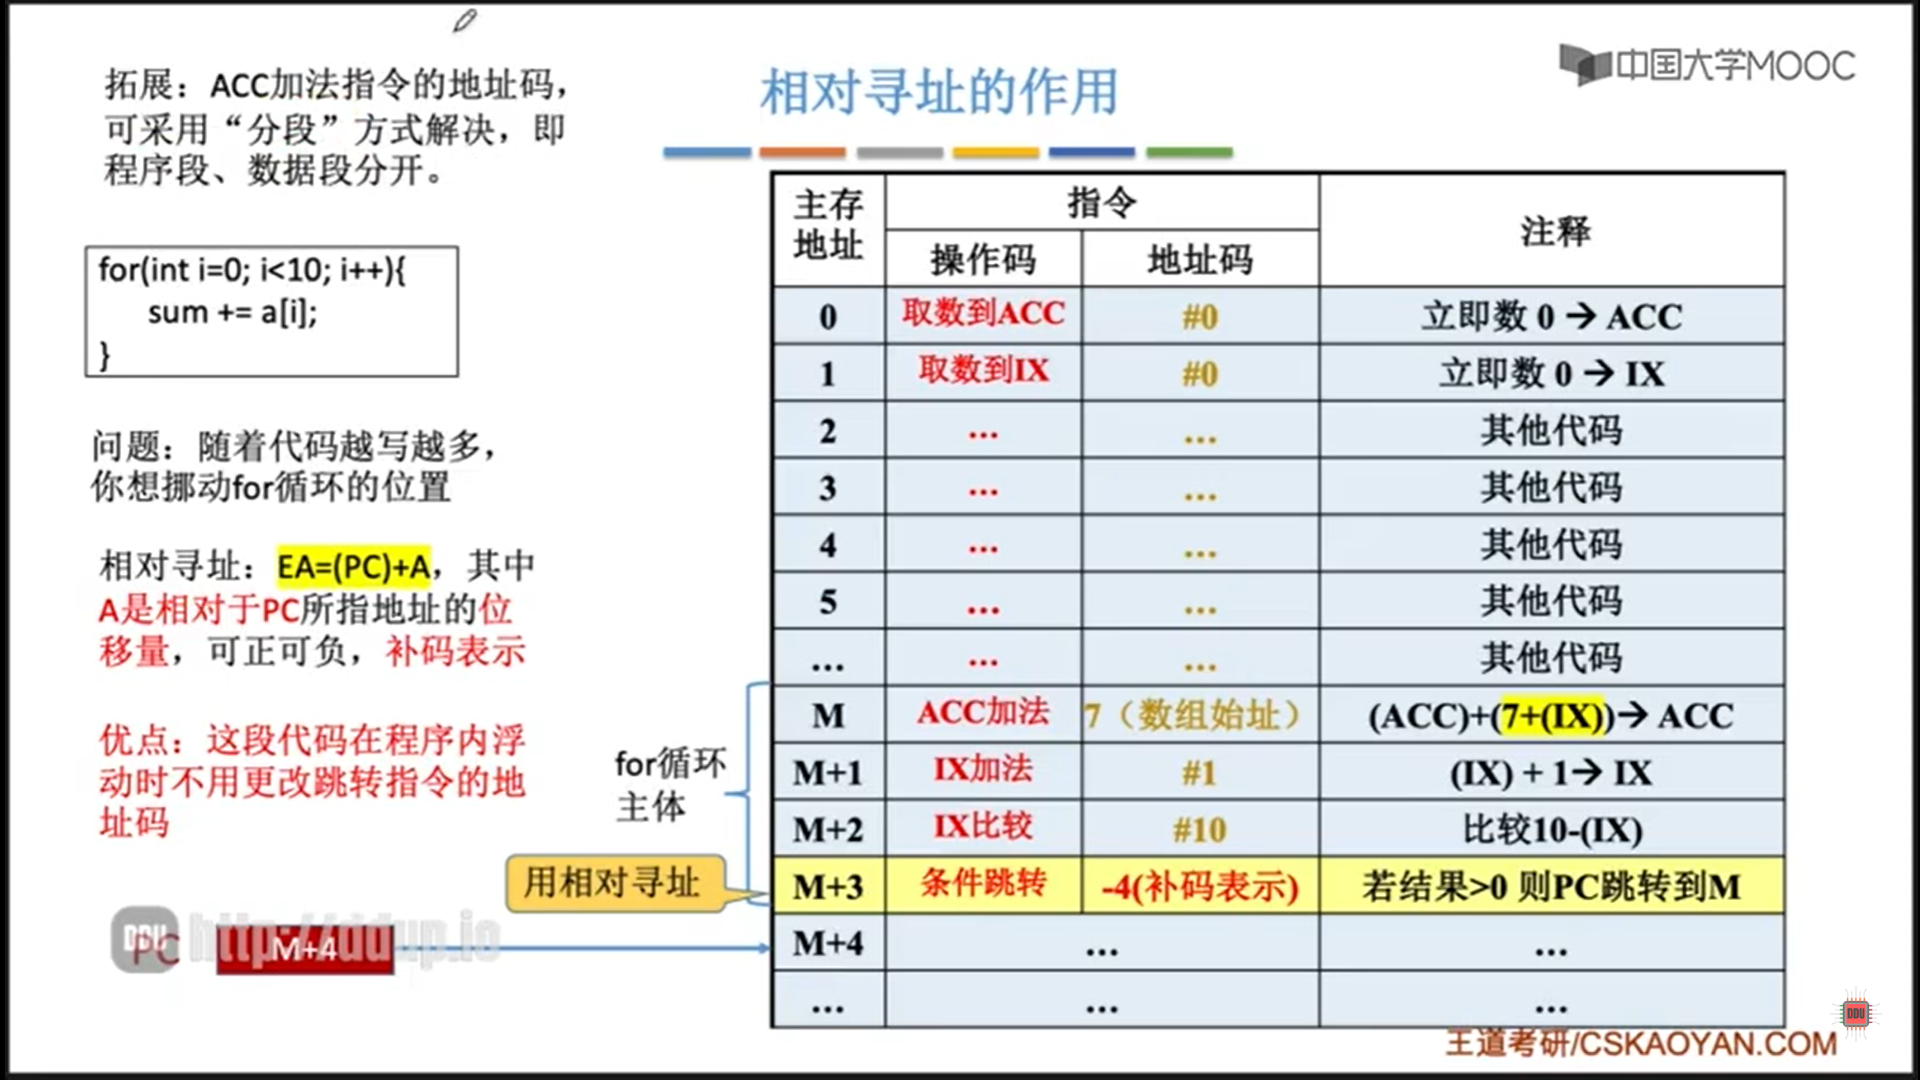 拓展：ACC加法指令的地址码，
可采用“分段”方式解决，即
程序段、数据段分开。
for(int i=0; i<10; i++){
sum += a[i];
}
问题：随着代码越写越多，
你想挪动for循环的位置
相对寻址：EA=(PC)+A，其中
A是相对于PC所指地址的位
移量，可正可负，补码表示
优点：这段代码在程序内浮
动时不用更改跳转指令的地
址码
for循环
主体
用相对寻址
PC M+4
DDU http://ddup.io
相对寻址的作用
中国大学MOOC
主存地址 指令 注释
操作码 地址码
0 取数到ACC #0 立即数 0 → ACC
1 取数到IX #0 立即数 0 → IX
2 … … 其他代码
3 … … 其他代码
4 … … 其他代码
5 … … 其他代码
… … … 其他代码
M ACC加法 7（数组始址） (ACC)+(7+(IX))→ ACC
M+1 IX加法 #1 (IX) + 1→ IX
M+2 IX比较 #10 比较10-(IX)
M+3 条件跳转 -4(补码表示) 若结果>0 则PC跳转到M
M+4 … …
… … …
DDU
王道考研/CSKAOYAN.COM